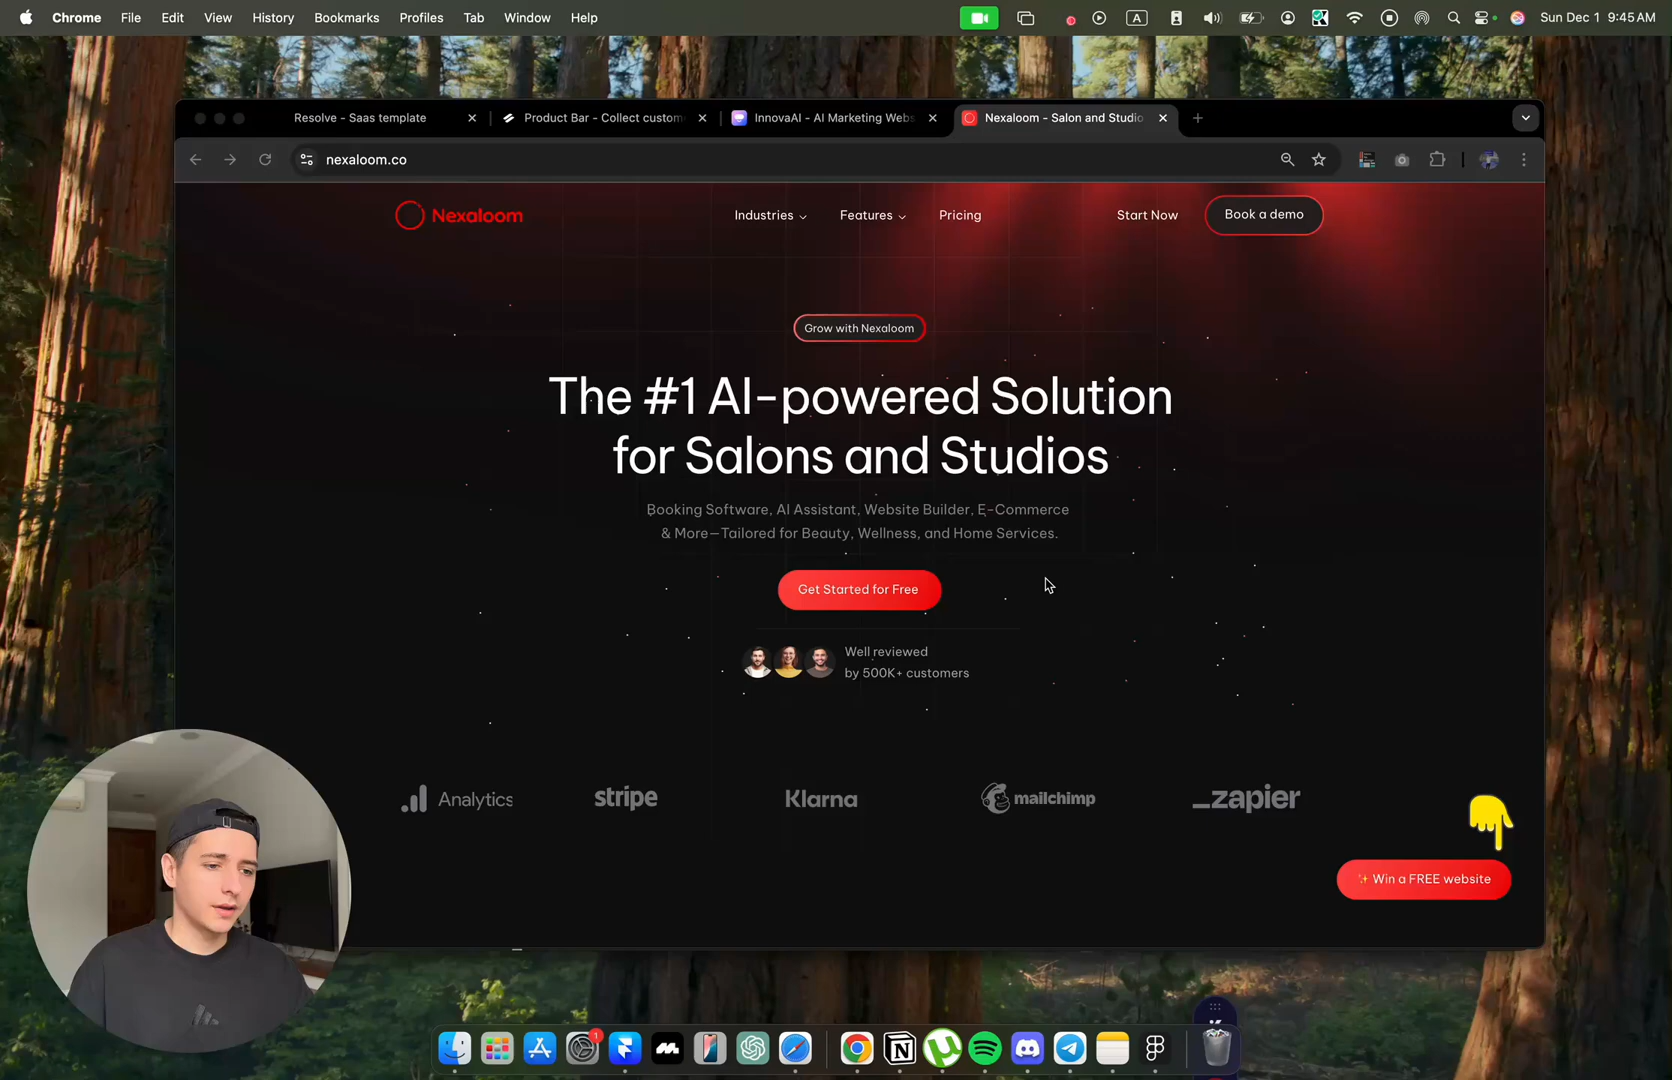 Chrome File Edit View History Bookmarks Profiles Tab Window Help
A
Sun Dec 1 9:45 AM
Resolve - Saas template
Product Bar - Collect custom
InnovaAI - AI Marketing Webs
Nexaloom - Salon and Studio
nexaloom.co
Nexaloom
Industries
Features
Pricing
Start Now
Book a demo
Grow with Nexaloom
The #1 AI-powered Solution
for Salons and Studios
Booking Software, AI Assistant, Website Builder, E-Commerce
& More—Tailored for Beauty, Wellness, and Home Services.
Get Started for Free
Well reviewed
by 500K+ customers
Analytics
stripe
Klarna
mailchimp
zapier
✨ Win a FREE website
1